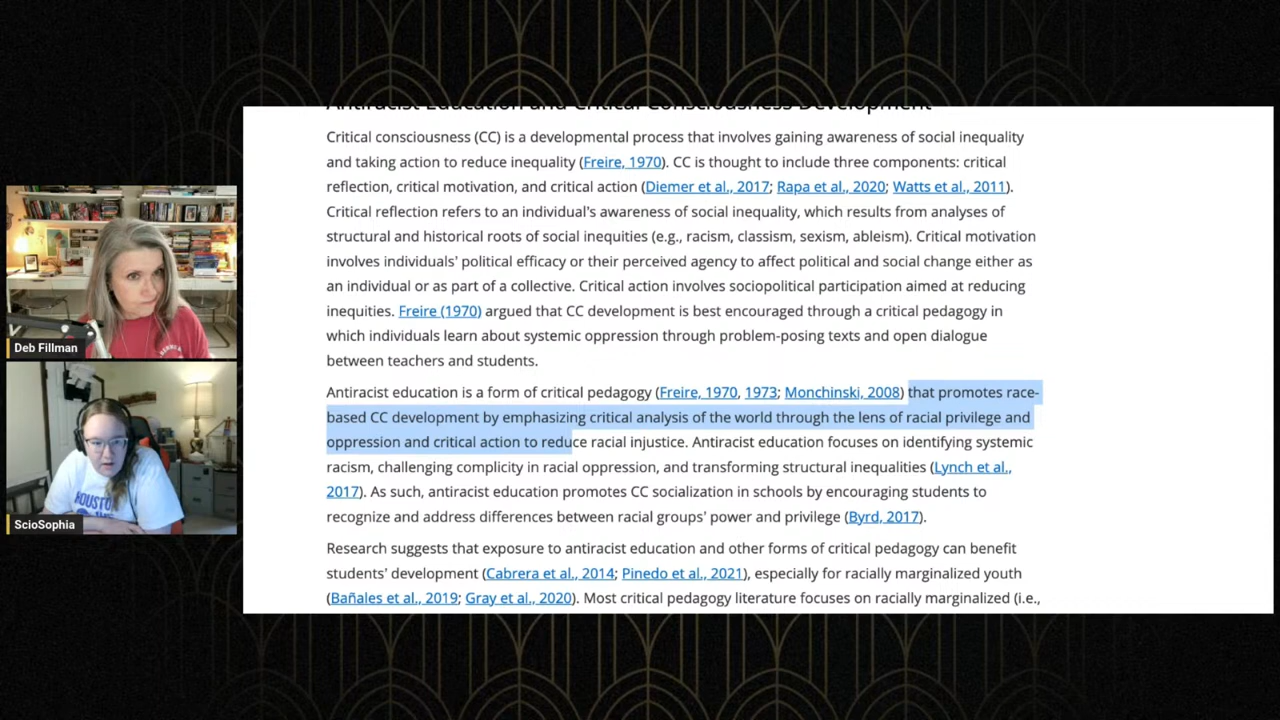 Antiracist Education and Critical Consciousness Development
Critical consciousness (CC) is a developmental process that involves gaining awareness of social inequality
and taking action to reduce inequality (Freire, 1970). CC is thought to include three components: critical
reflection, critical motivation, and critical action (Diemer et al., 2017; Rapa et al., 2020; Watts et al., 2011).
Critical reflection refers to an individual's awareness of social inequality, which results from analyses of
structural and historical roots of social inequities (e.g., racism, classism, sexism, ableism). Critical motivation
involves individuals' political efficacy or their perceived agency to affect political and social change either as
an individual or as part of a collective. Critical action involves sociopolitical participation aimed at reducing
inequities. Freire (1970) argued that CC development is best encouraged through a critical pedagogy in
which individuals learn about systemic oppression through problem-posing texts and open dialogue
between teachers and students.
Antiracist education is a form of critical pedagogy (Freire, 1970, 1973; Monchinski, 2008) that promotes race-
based CC development by emphasizing critical analysis of the world through the lens of racial privilege and
oppression and critical action to reduce racial injustice. Antiracist education focuses on identifying systemic
racism, challenging complicity in racial oppression, and transforming structural inequalities (Lynch et al.,
2017). As such, antiracist education promotes CC socialization in schools by encouraging students to
recognize and address differences between racial groups' power and privilege (Byrd, 2017).
Research suggests that exposure to antiracist education and other forms of critical pedagogy can benefit
students' development (Cabrera et al., 2014; Pinedo et al., 2021), especially for racially marginalized youth
(Bañales et al., 2019; Gray et al., 2020). Most critical pedagogy literature focuses on racially marginalized (i.e.,
Deb Fillman
HOUSTON
ScioSophia